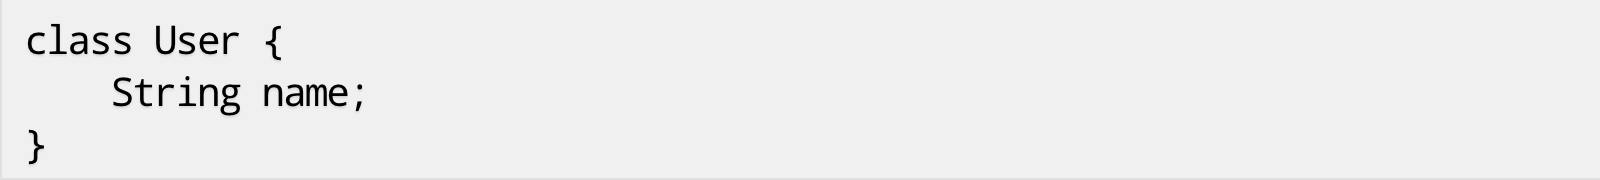 class User {
    String name;
}